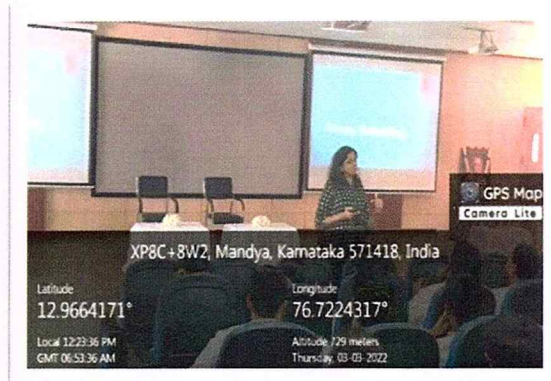 GPS Map
Camera Lite
XP8C+8W2, Mandya, Karnataka 571418, India
Latitude
12.9664171°
Longitude
76.7224317°
Local 12:23:36 PM
GMT 06:53:36 AM
Altitude 729 meters
Thursday, 03-03-2022